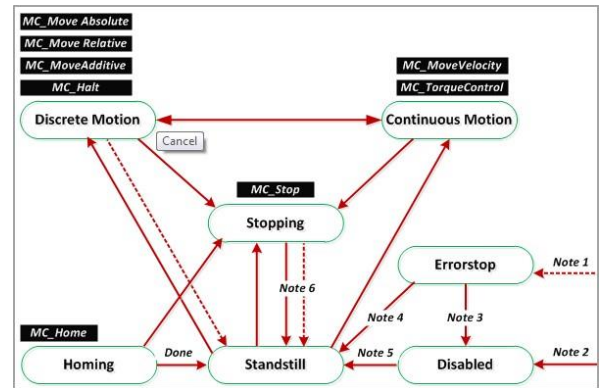 MC_Move Absolute
MC_Move Relative
MC_MoveAdditive
MC_Halt
MC_MoveVelocity
MC_TorqueControl
Discrete Motion
Continuous Motion
Cancel
MC_Stop
Stopping
Errorstop
Note 1
Note 6
Note 4
Note 3
MC_Home
Homing
Done
Standstill
Note 5
Disabled
Note 2